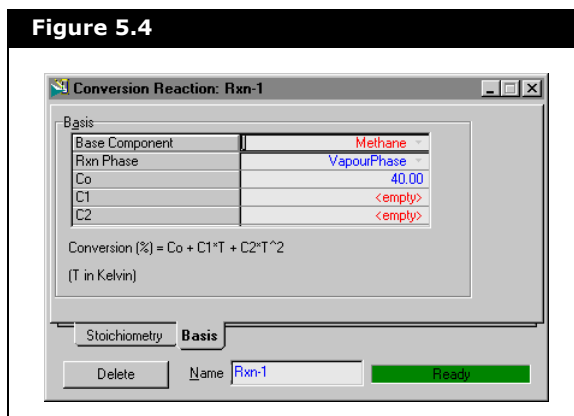 Figure 5.4
Conversion Reaction: Rxn-1
Basis
Base Component Methane
Rxn Phase VapourPhase
Co 40.00
C1 <empty>
C2 <empty>
Conversion (%) = Co + C1*T + C2*T^2
(T in Kelvin)
Stoichiometry Basis
Delete Name Rxn-1 Ready